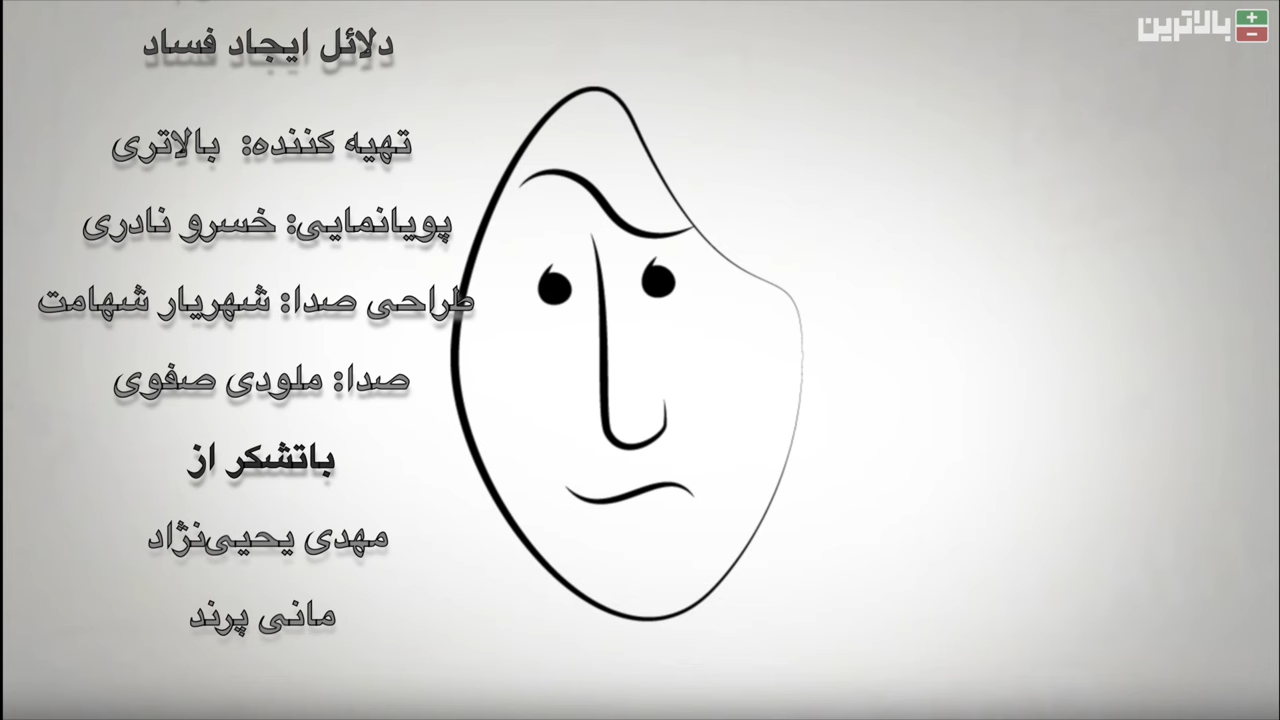 دلائل ایجاد فساد
تهیه کننده: بالاتری
پویانمایی: خسرو نادری
طراحی صدا: شهریار شهامت
صدا: ملودی صفوی
باتشکر از
مهدی یحیی‌نژاد
مانی پرند
بالاترین